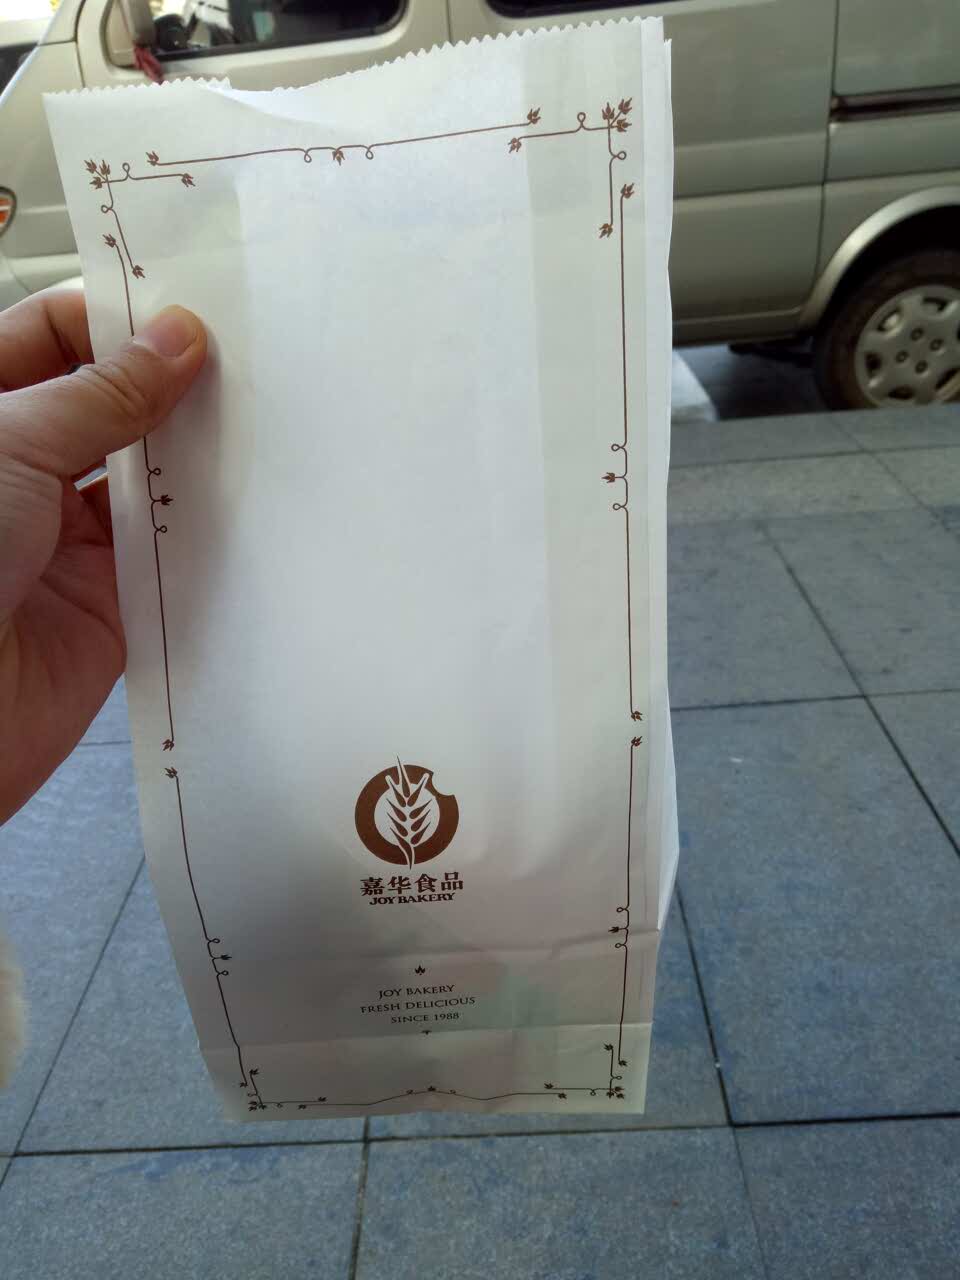 嘉华食品
JOY BAKERY
JOY BAKERY
FRESH DELICIOUS
SINCE 1988